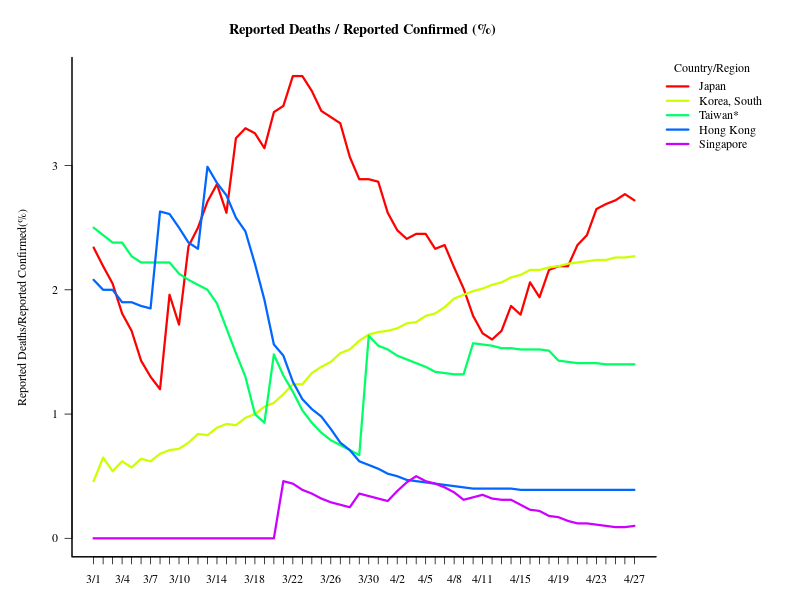 Reported Deaths / Reported Confirmed (%)
Country/Region
Japan
Korea, South
Taiwan*
Hong Kong
Singapore
Reported Deaths/Reported Confirmed(%)
3
2
1
0
3/1 3/4 3/7 3/10 3/14 3/18 3/22 3/26 3/30 4/2 4/5 4/8 4/11 4/15 4/19 4/23 4/27